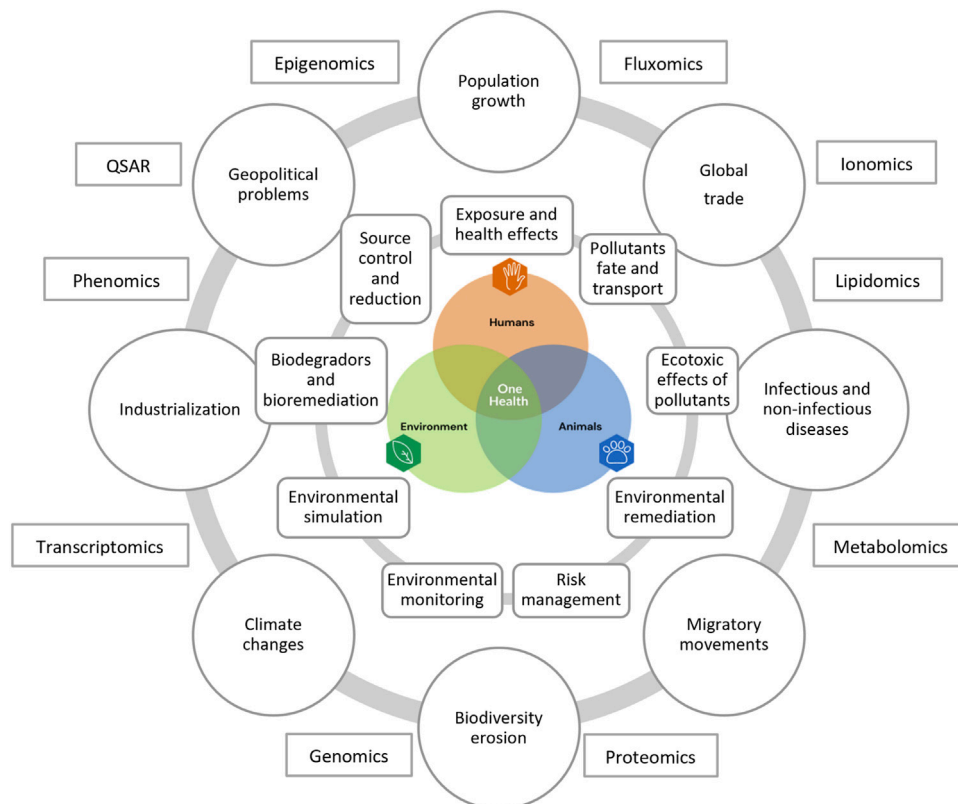 Epigenomics
Population
growth
Fluxomics
QSAR
Geopolitical
problems
Global
trade
Ionomics
Exposure and
health effects
Source
control
and
reduction
Pollutants
fate and
transport
Phenomics
Lipidomics
Humans
Industrialization
Biodegradors
and
bioremediation
One
Health
Environment
Animals
Ecotoxic
effects of
pollutants
Infectious and
non-infectious
diseases
Environmental
simulation
Environmental
remediation
Transcriptomics
Metabolomics
Environmental
monitoring
Risk
management
Climate
changes
Migratory
movements
Biodiversity
erosion
Genomics
Proteomics